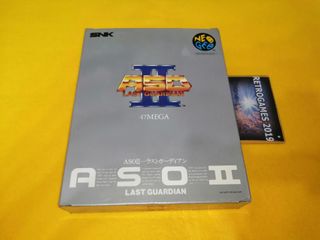 SNK
NEO
GEO
ASO
II
LAST GUARDIAN
47MEGA
ASOⅡ―ラストガーディアン
ASO II
LAST GUARDIAN
RETROGAMES 2019